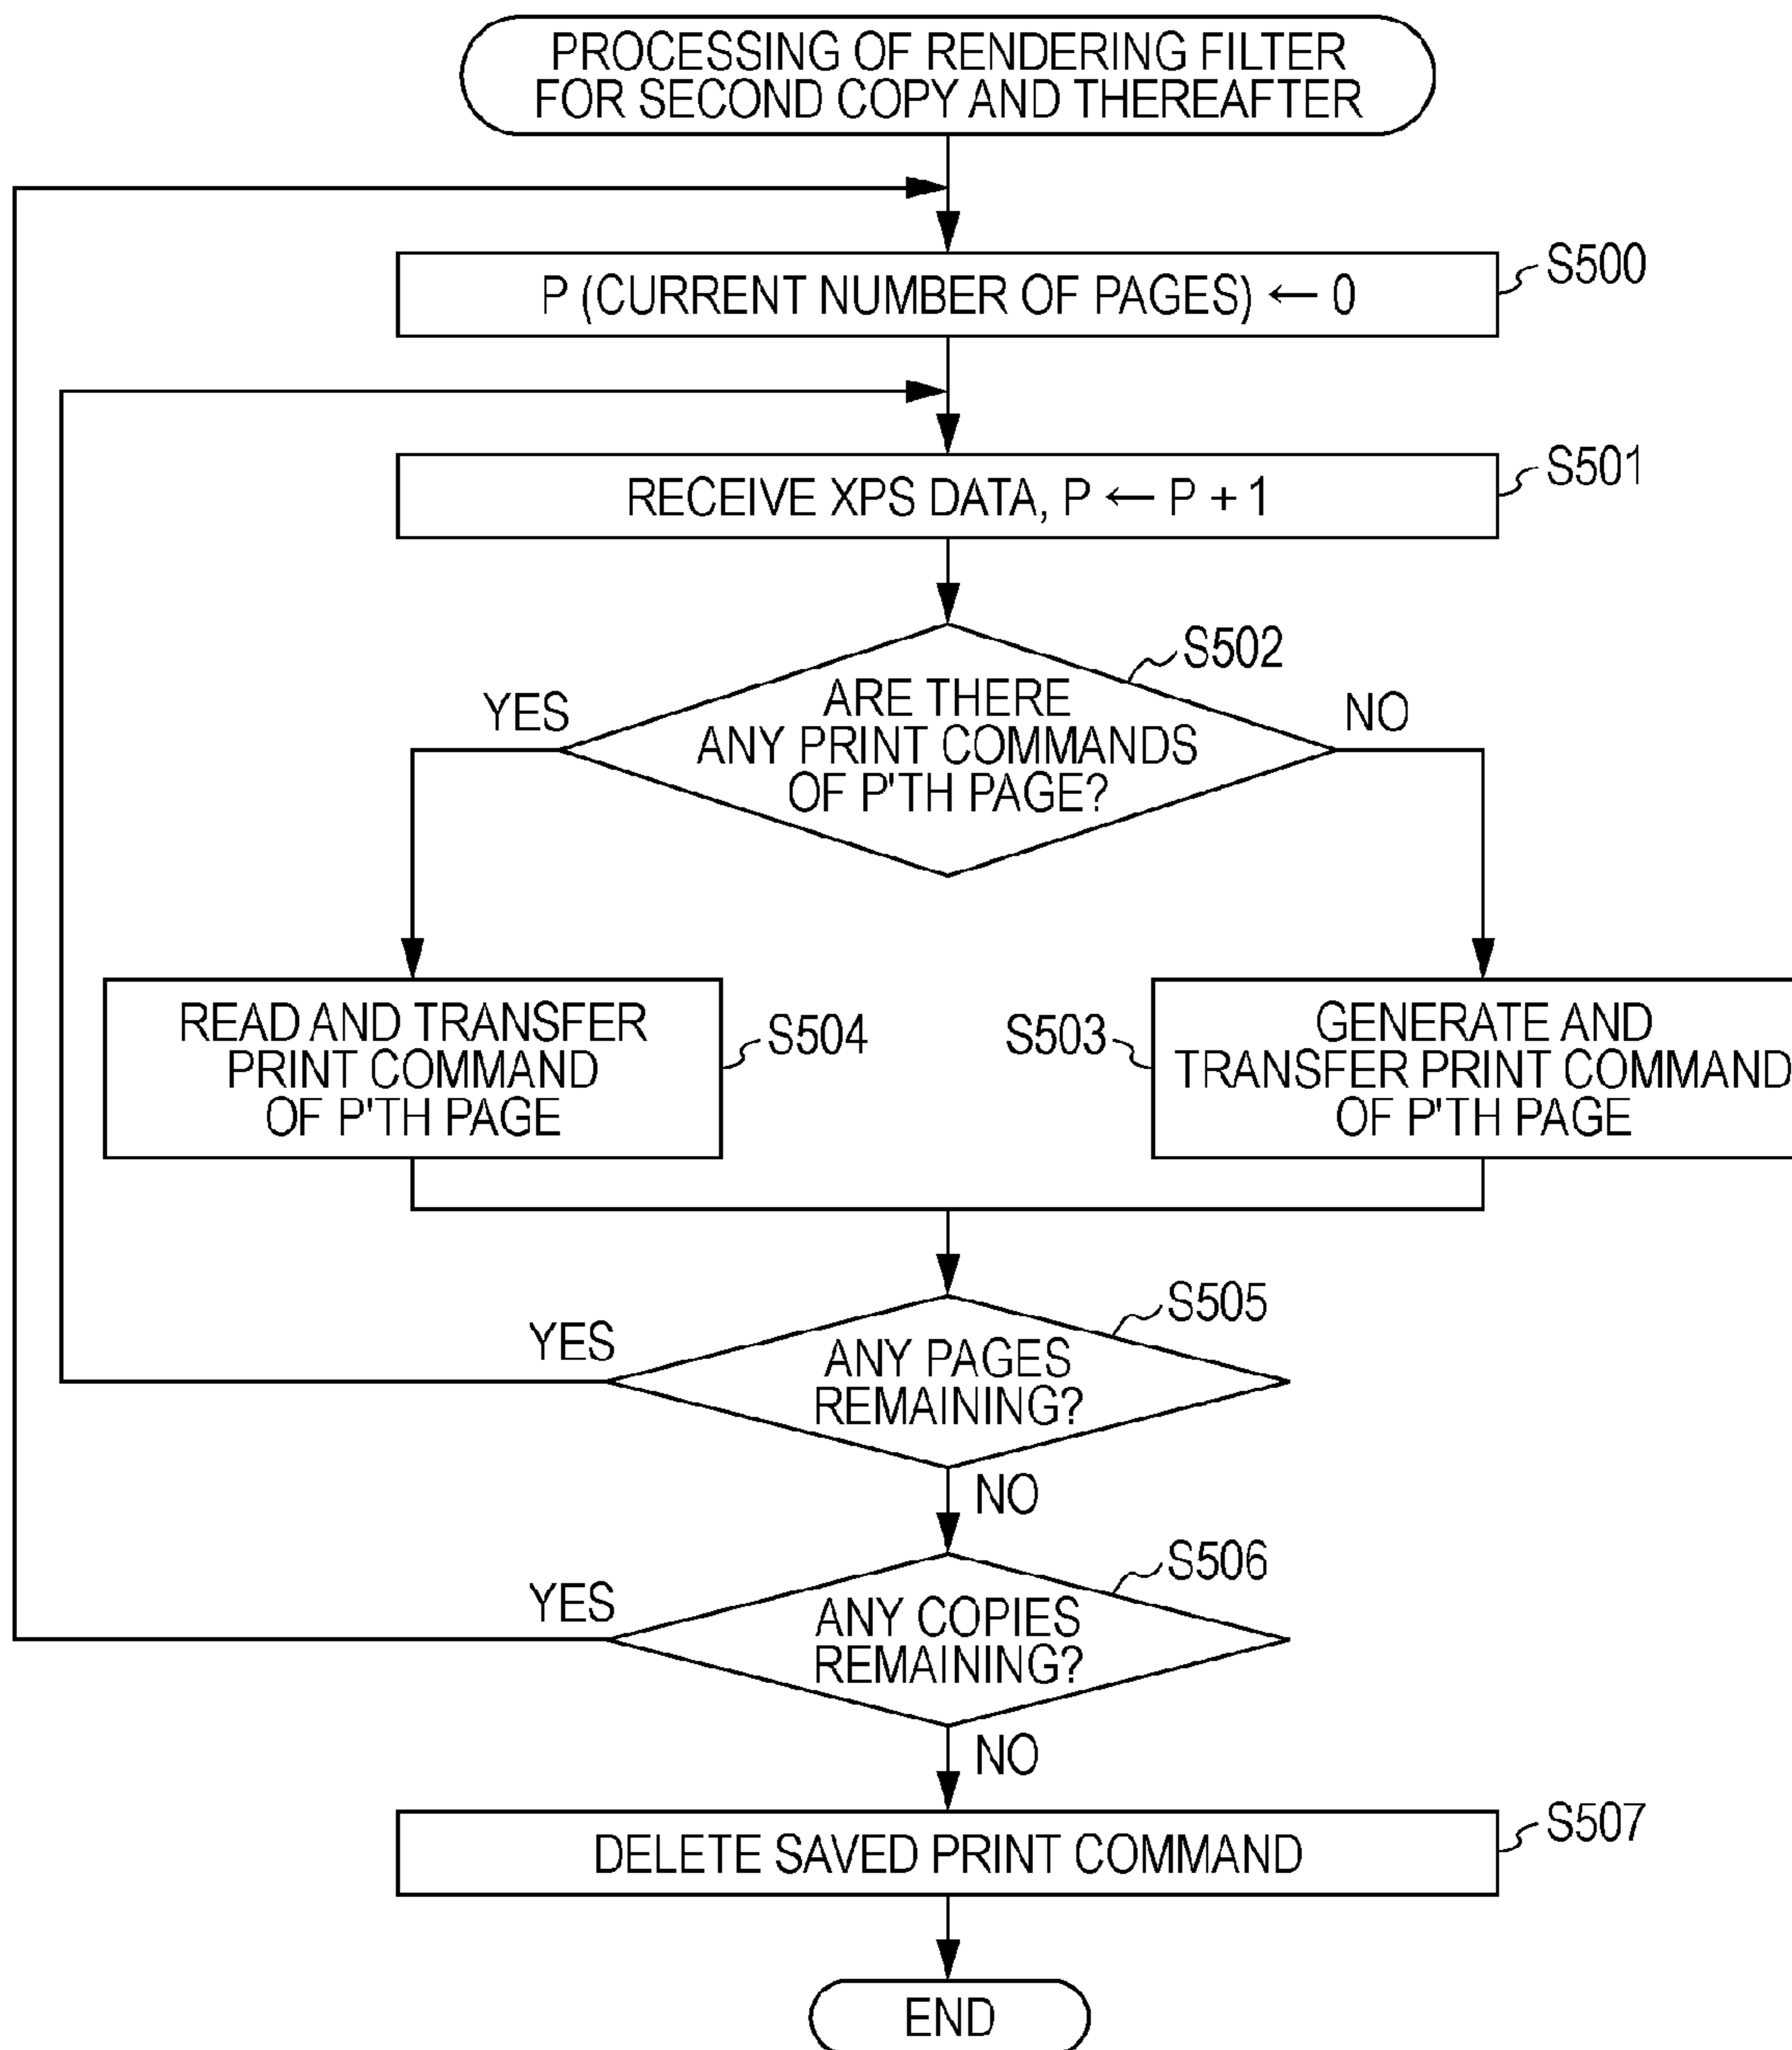 PROCESSING OF RENDERING FILTER
FOR SECOND COPY AND THEREAFTER
P (CURRENT NUMBER OF PAGES) ← 0
S500
RECEIVE XPS DATA, P ← P + 1
S501
S502
YES
ARE THERE
ANY PRINT COMMANDS
OF P'TH PAGE?
NO
READ AND TRANSFER
PRINT COMMAND
OF P'TH PAGE
S504
S503
GENERATE AND
TRANSFER PRINT COMMAND
OF P'TH PAGE
S505
YES
ANY PAGES
REMAINING?
NO
S506
YES
ANY COPIES
REMAINING?
NO
DELETE SAVED PRINT COMMAND
S507
END